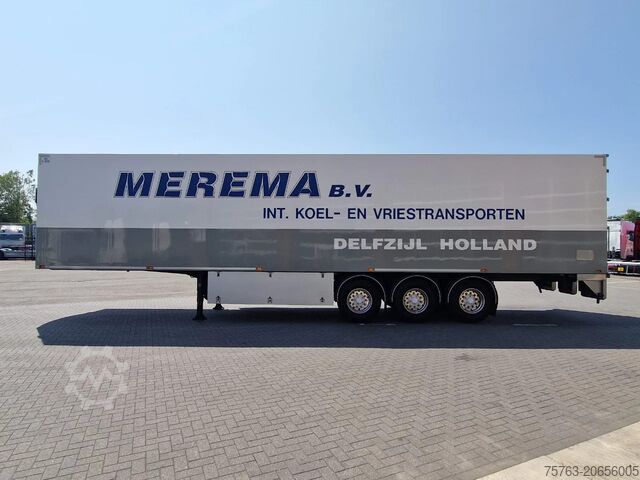 MEREMA B.V.
INT. KOEL- EN VRIESTRANSPORTEN
DELFZIJL HOLLAND
75763-20656005